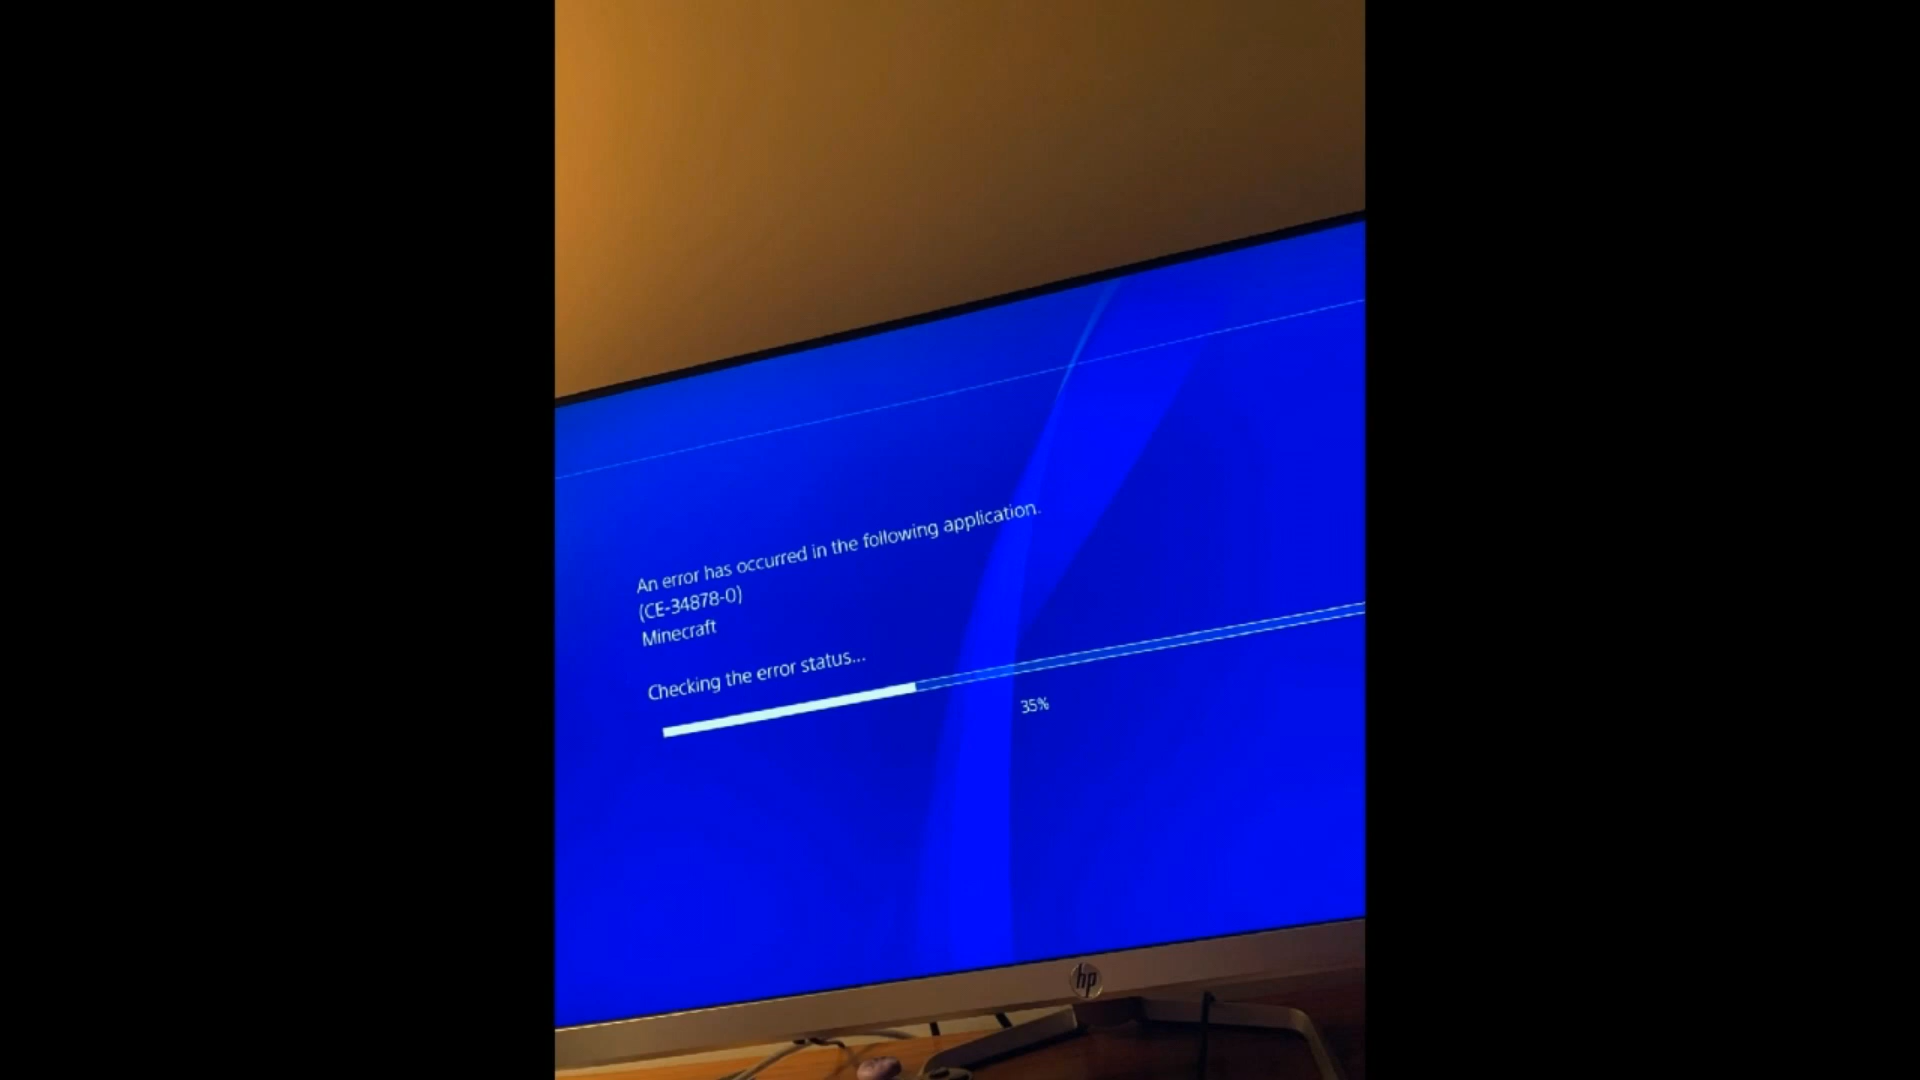 An error has occurred in the following application.
(CE-34878-0)
Minecraft
Checking the error status...
35%
hp